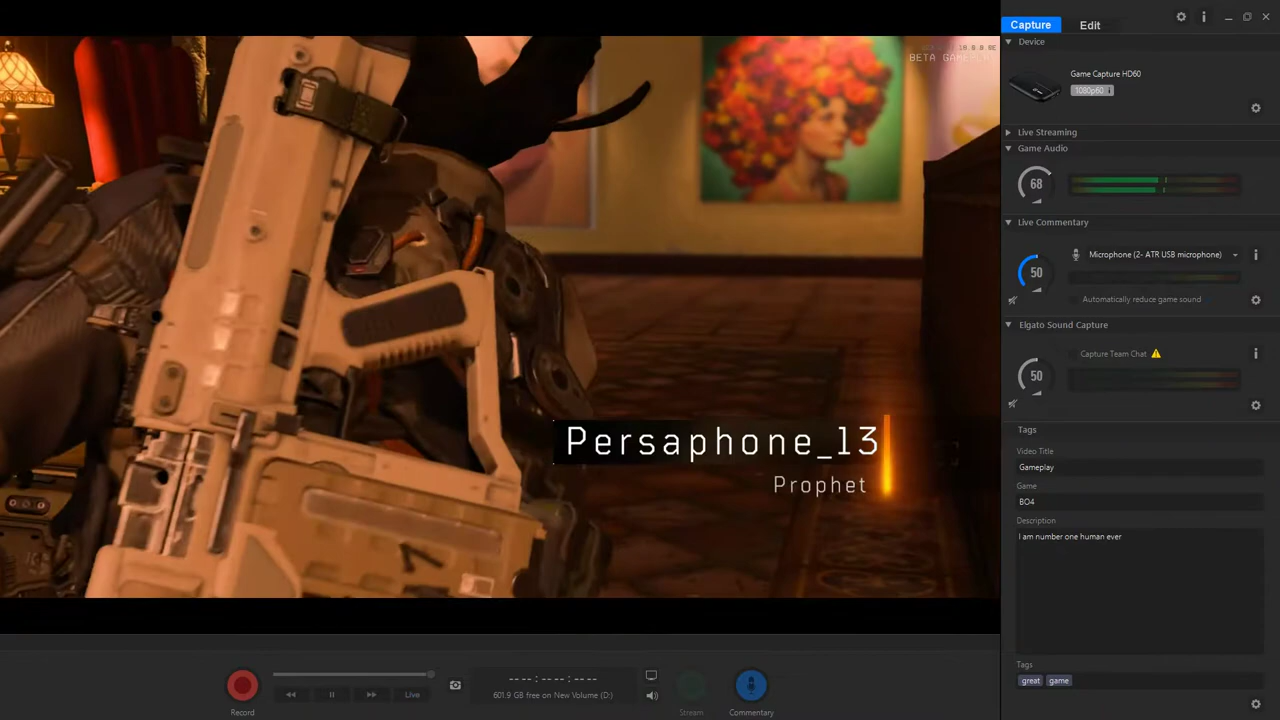 Capture Edit
Device
Game Capture HD60
1080p60
Live Streaming
Game Audio
68
Live Commentary
50
Microphone (2- ATR USB microphone)
Automatically reduce game sound
Elgato Sound Capture
50
Capture Team Chat
Tags
Video Title
Gameplay
Game
BO4
Description
I am number one human ever
Tags
great game
BETA
Persaphone_13
Prophet
Record
Live
-- -- : -- -- : -- --
601.9 GB free on New Volume (D:)
Stream
Commentary